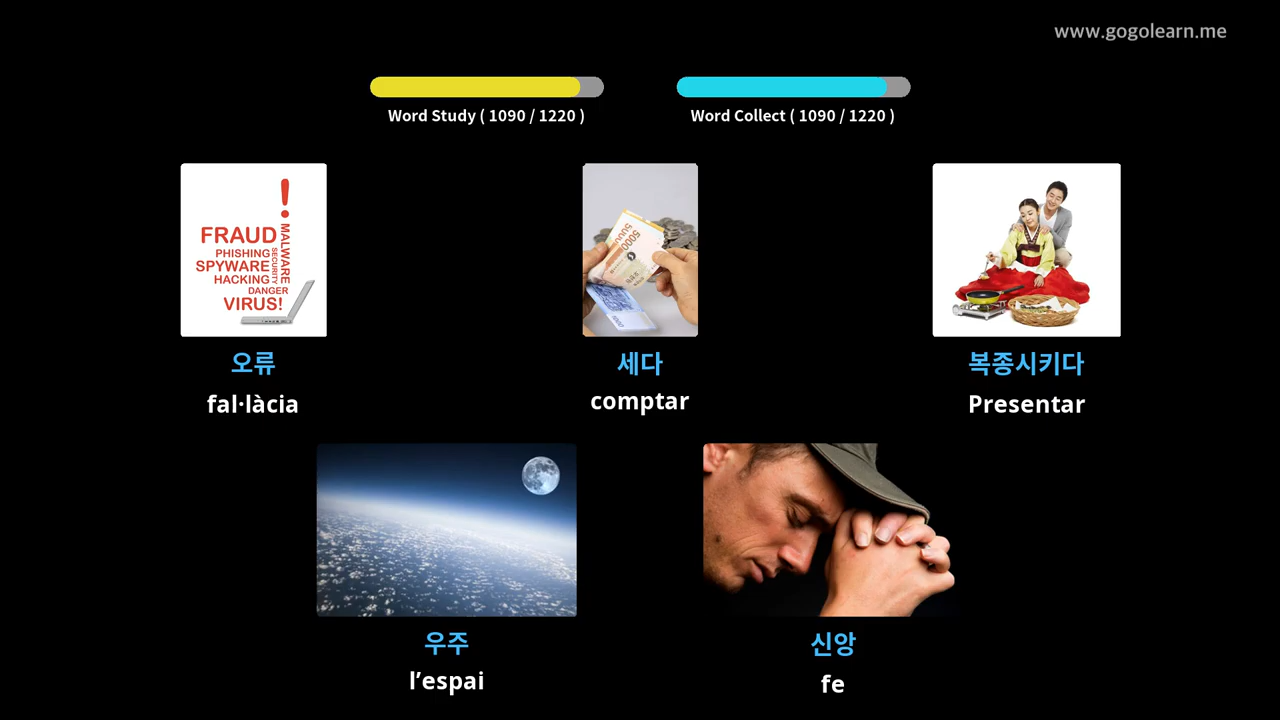 www.gogolearn.me
Word Study ( 1090 / 1220 )
Word Collect ( 1090 / 1220 )
!
FRAUD
PHISHING
SPYWARE
HACKING
DANGER
VIRUS!
MALWARE
SECURITY
5000
5000
오류
fal·làcia
세다
comptar
복종시키다
Presentar
우주
l’espai
신앙
fe